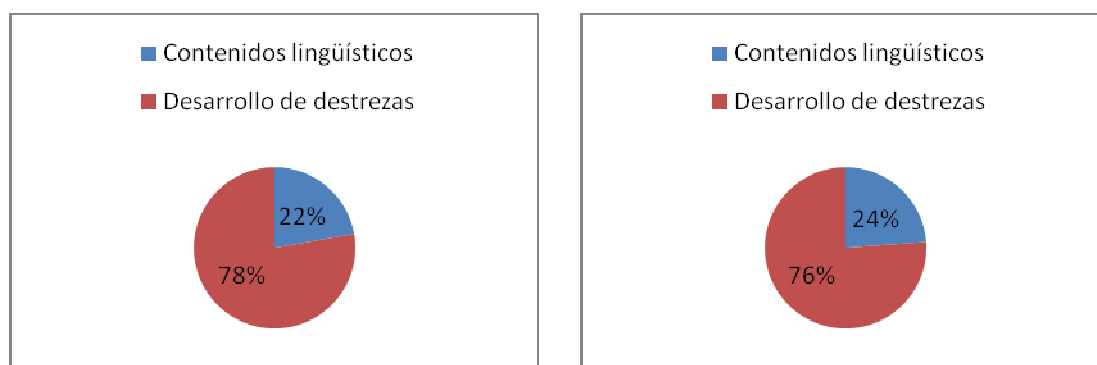 Contenidos lingüísticos
Desarrollo de destrezas
22%
78%
Contenidos lingüísticos
Desarrollo de destrezas
24%
76%